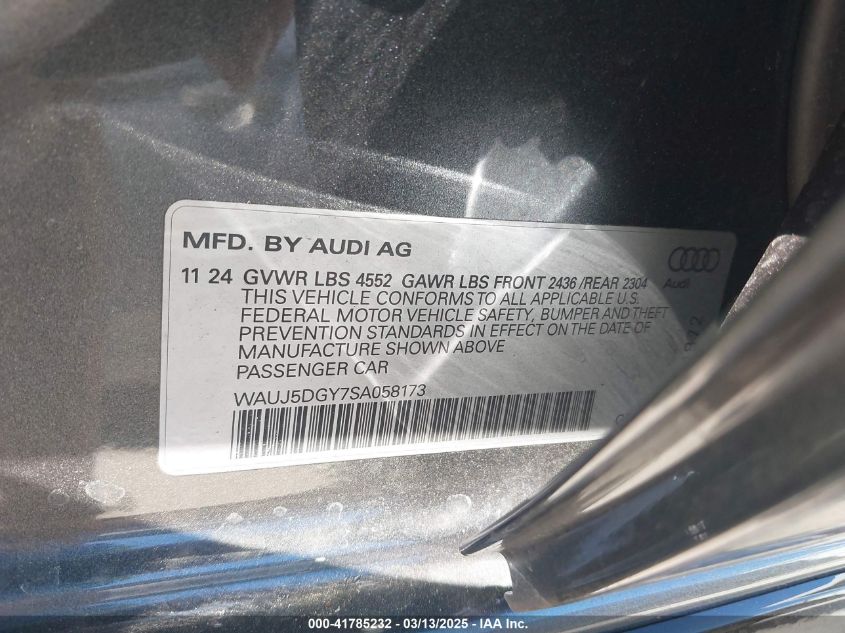 MFD. BY AUDI AG
11 24 GVWR LBS 4552 GAWR LBS FRONT 2436 /REAR 2304
THIS VEHICLE CONFORMS TO ALL APPLICABLE U.S.
FEDERAL MOTOR VEHICLE SAFETY, BUMPER AND THEFT
PREVENTION STANDARDS IN EFFECT ON THE DATE OF
MANUFACTURE SHOWN ABOVE
PASSENGER CAR
WAUJ5DGY7SA058173
Audi
000-41785232 - 03/13/2025 - IAA Inc.